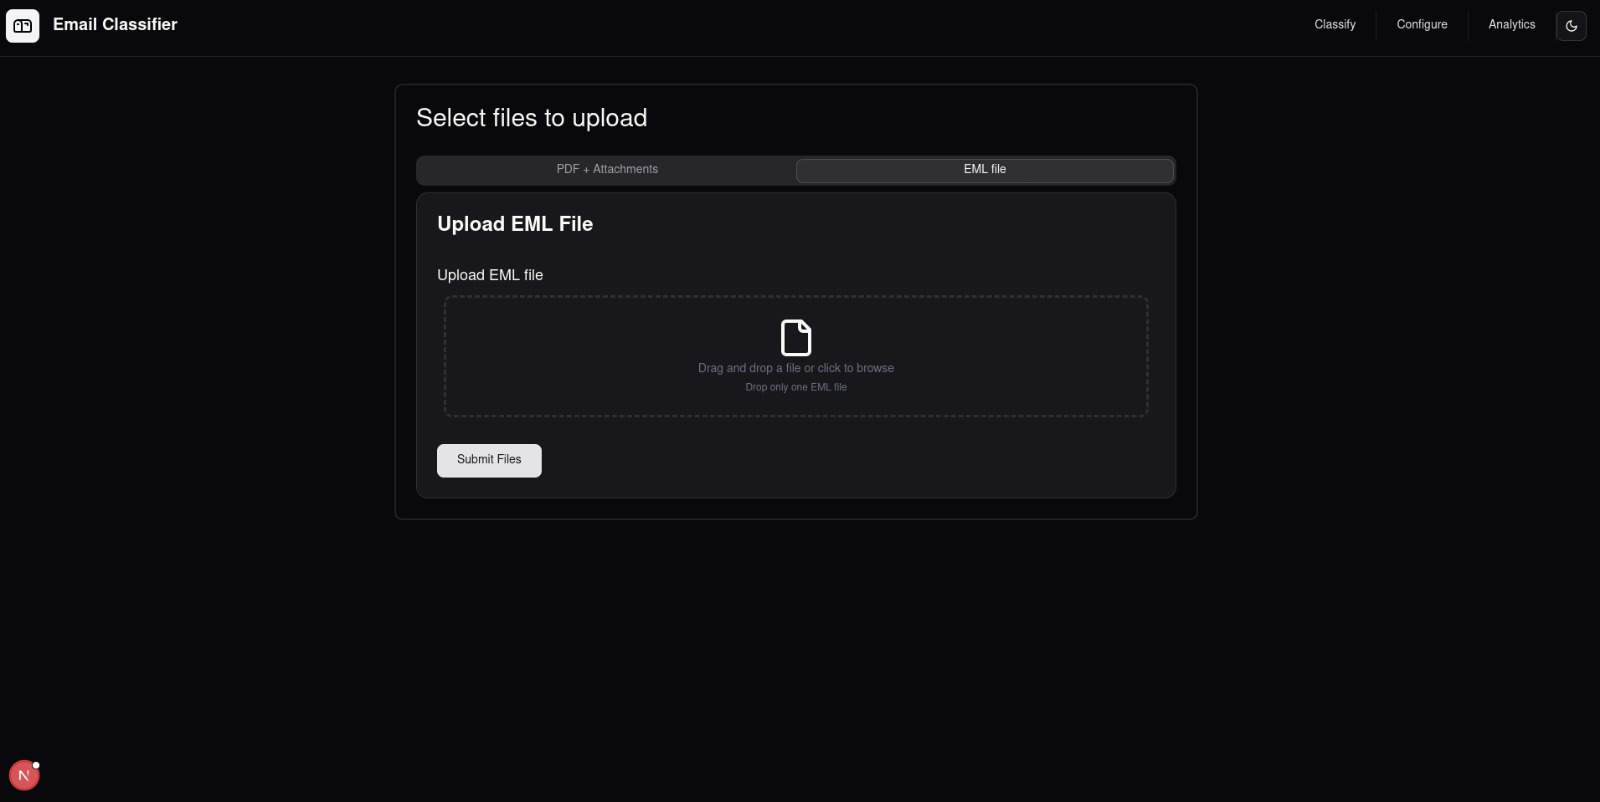 Email Classifier
Classify
Configure
Analytics
Select files to upload
PDF + Attachments
EML file
Upload EML File
Upload EML file
Drag and drop a file or click to browse
Drop only one EML file
Submit Files
N